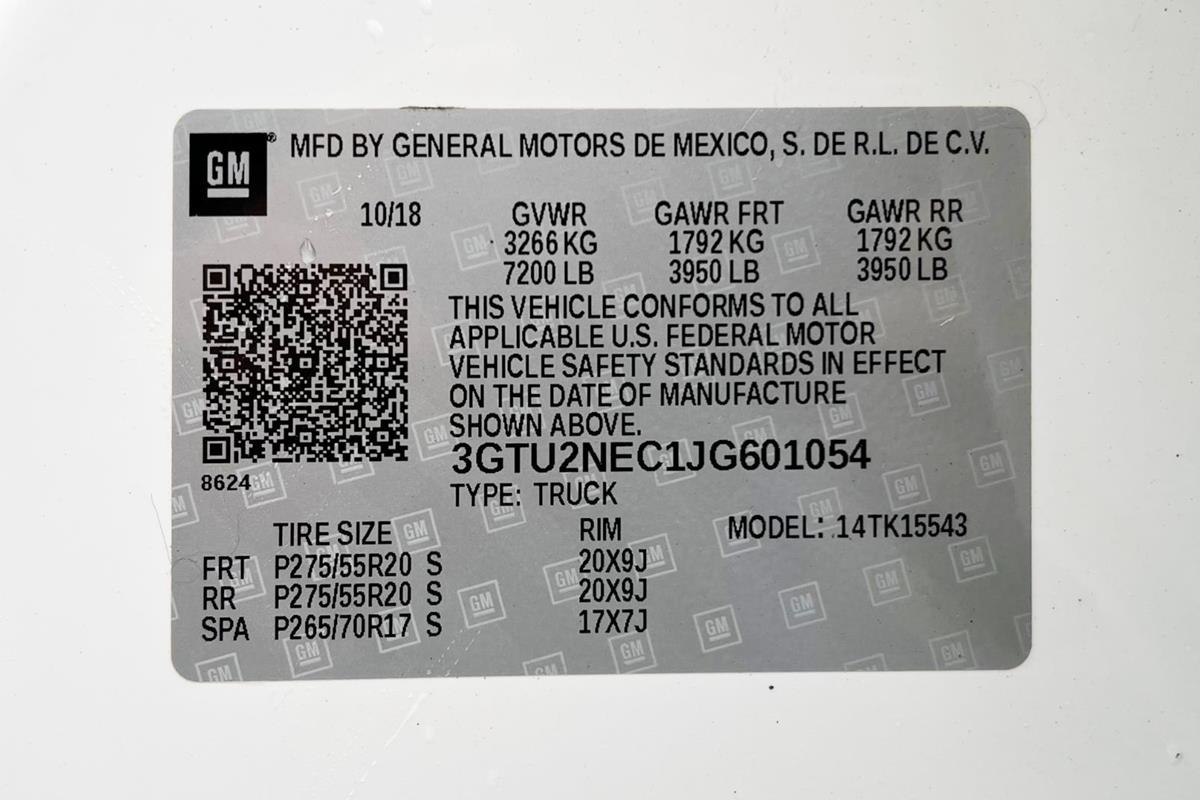 GM® MFD BY GENERAL MOTORS DE MEXICO, S. DE R.L. DE C.V.
10/18 GVWR GAWR FRT GAWR RR
3266 KG 1792 KG 1792 KG
7200 LB 3950 LB 3950 LB
THIS VEHICLE CONFORMS TO ALL
APPLICABLE U.S. FEDERAL MOTOR
VEHICLE SAFETY STANDARDS IN EFFECT
ON THE DATE OF MANUFACTURE
SHOWN ABOVE.
3GTU2NEC1JG601054
8624
TYPE: TRUCK
TIRE SIZE RIM MODEL: 14TK15543
FRT P275/55R20 S 20X9J
RR P275/55R20 S 20X9J
SPA P265/70R17 S 17X7J